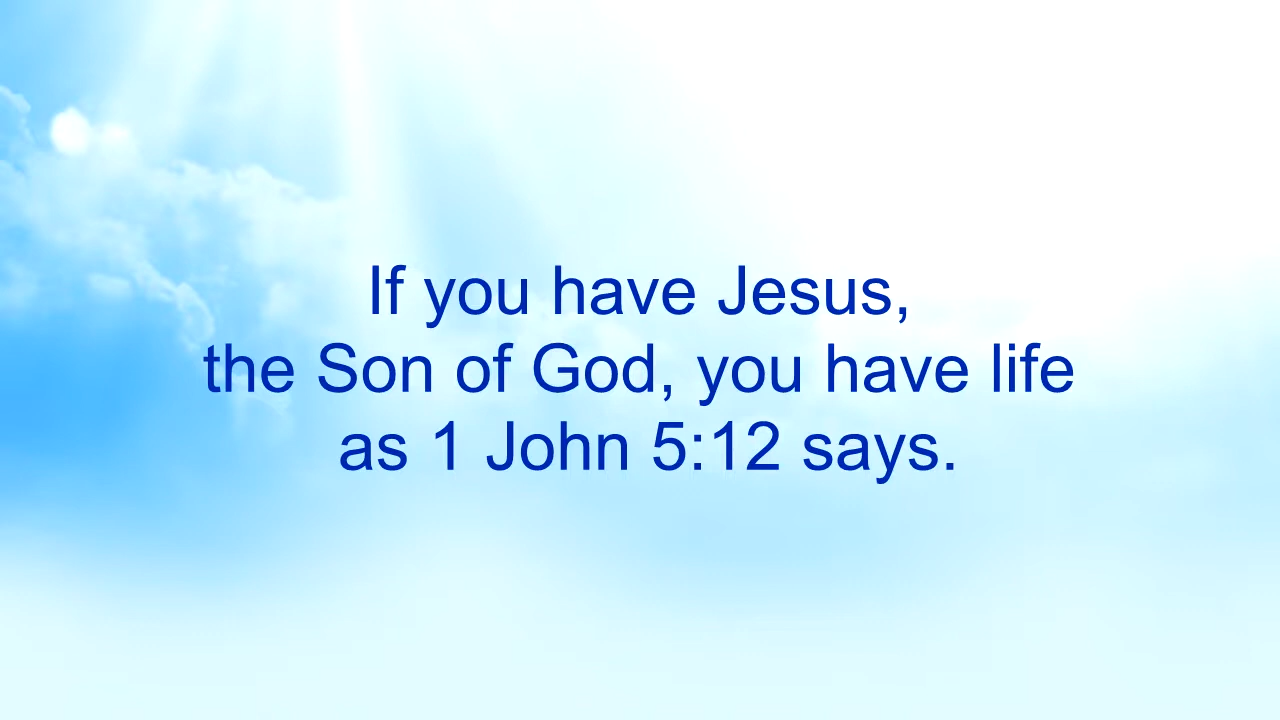 If you have Jesus,
the Son of God, you have life
as 1 John 5:12 says.